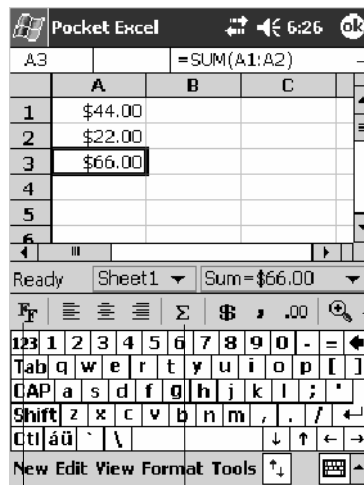 Pocket Excel 6:26 ok
A3 =SUM(A1:A2)
A B C
1 $44.00
2 $22.00
3 $66.00
4
5
6
Ready Sheet1 Sum=$66.00
FF Σ $ , .00
123 1 2 3 4 5 6 7 8 9 0 - =
Tab q w e r t y u i o p [ ]
CAP a s d f g h j k l ; '
Shift z x c v b n m , . /
Ctl áü ` \
New Edit View Format Tools